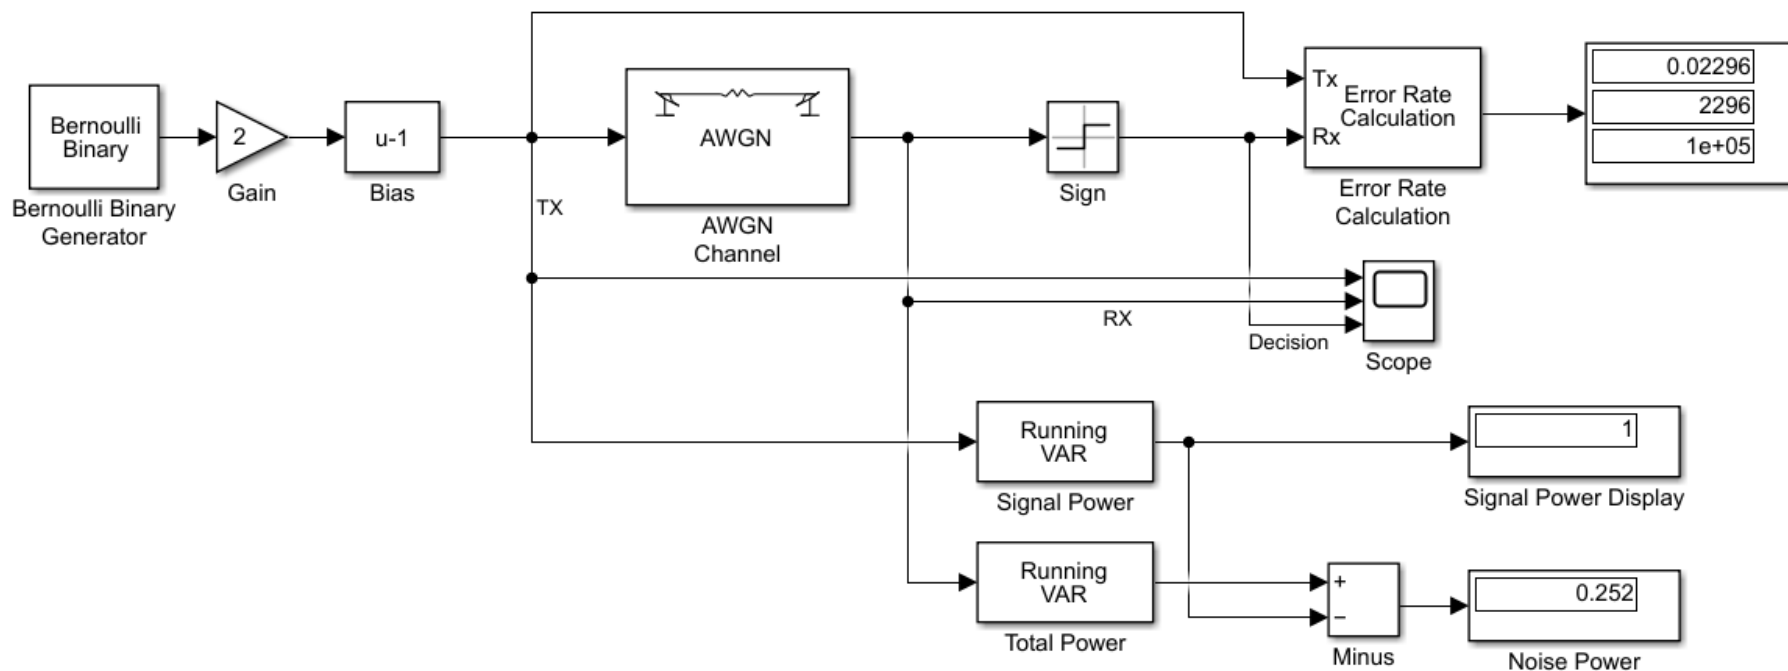 Bernoulli
Binary
Bernoulli Binary
Generator
2
Gain
u-1
Bias
TX
AWGN
AWGN
Channel
Sign
Tx
Rx
Error Rate
Calculation
Error Rate
Calculation
0.02296
2296
1e+05
RX
Decision
Scope
Running
VAR
Signal Power
1
Signal Power Display
Running
VAR
Total Power
+
−
Minus
0.252
Noise Power